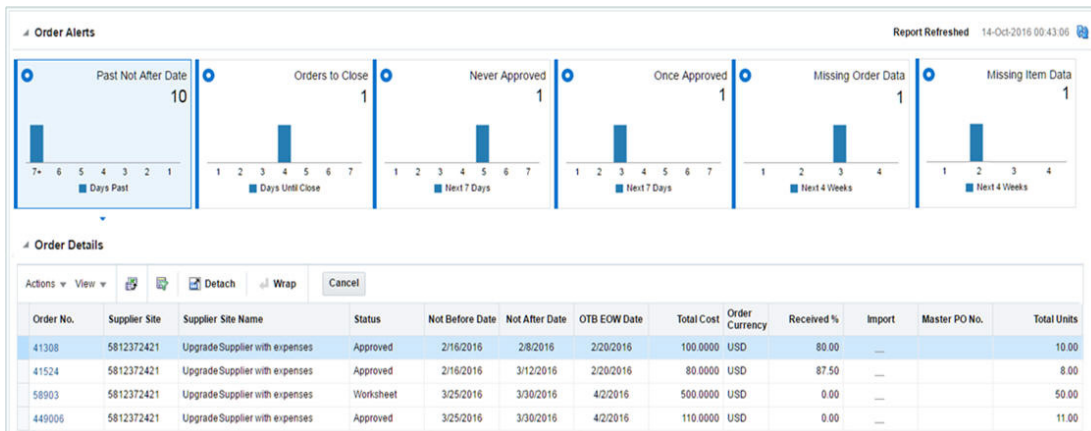 Order Alerts
Report Refreshed 14-Oct-2016 00:43:06
Past Not After Date
10
7+ 6 5 4 3 2 1
Days Past
Orders to Close
1
1 2 3 4 5 6 7
Days Until Close
Never Approved
1
1 2 3 4 5 6 7
Next 7 Days
Once Approved
1
1 2 3 4 5 6 7
Next 7 Days
Missing Order Data
1
1 2 3 4
Next 4 Weeks
Missing Item Data
1
1 2 3 4
Next 4 Weeks
Order Details
Actions View Detach Wrap Cancel
Order No. Supplier Site Supplier Site Name Status Not Before Date Not After Date OTB EOW Date Total Cost Order Currency Received % Import Master PO No. Total Units
41308 5812372421 Upgrade Supplier with expenses Approved 2/16/2016 2/8/2016 2/20/2016 100.0000 USD 80.00 __ 10.00
41524 5812372421 Upgrade Supplier with expenses Approved 2/16/2016 3/12/2016 2/20/2016 80.0000 USD 87.50 __ 8.00
58903 5812372421 Upgrade Supplier with expenses Worksheet 3/25/2016 3/30/2016 4/2/2016 500.0000 USD 0.00 __ 50.00
449006 5812372421 Upgrade Supplier with expenses Approved 3/25/2016 3/30/2016 4/2/2016 110.0000 USD 0.00 __ 11.00